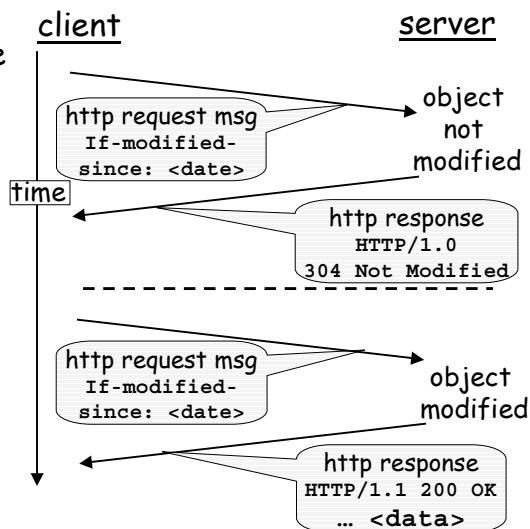 client
server
e
http request msg
If-modified-
since: <date>
object
not
modified
time
http response
HTTP/1.0
304 Not Modified
http request msg
If-modified-
since: <date>
object
modified
http response
HTTP/1.1 200 OK
… <data>